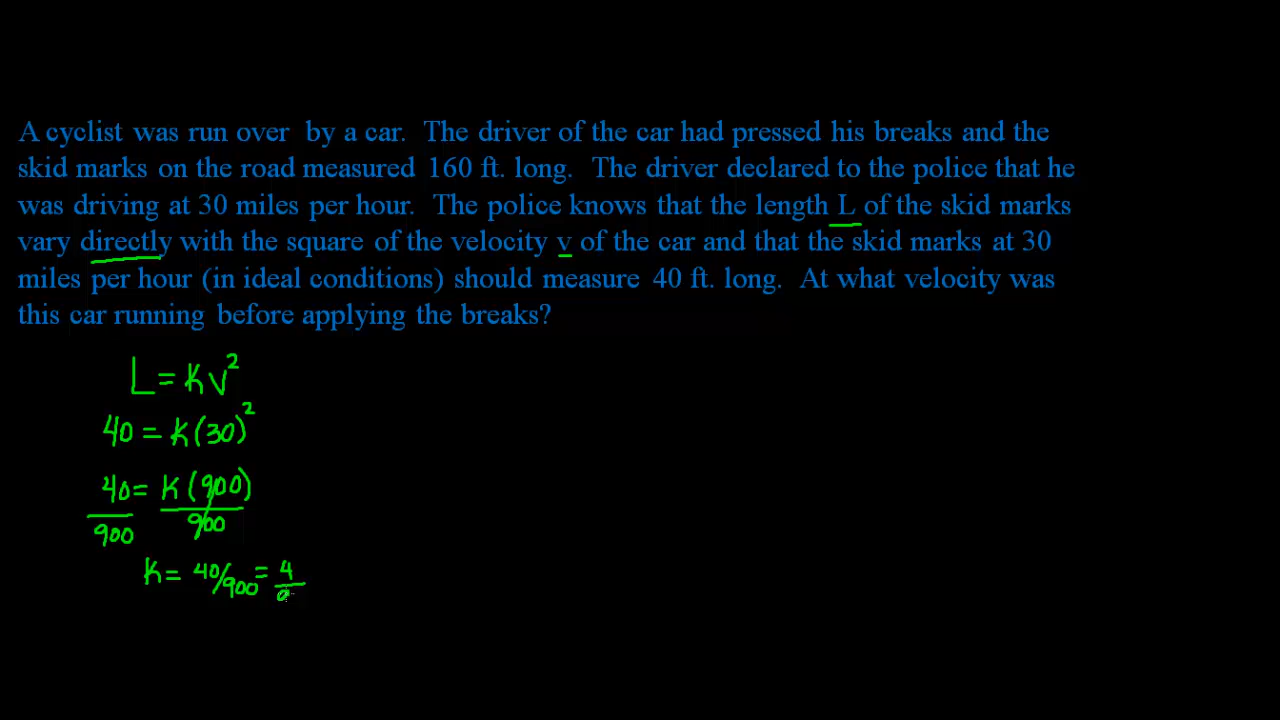 A cyclist was run over by a car. The driver of the car had pressed his breaks and the
skid marks on the road measured 160 ft. long. The driver declared to the police that he
was driving at 30 miles per hour. The police knows that the length L of the skid marks
vary directly with the square of the velocity v of the car and that the skid marks at 30
miles per hour (in ideal conditions) should measure 40 ft. long. At what velocity was
this car running before applying the breaks?
L = Kv²
40 = K(30)²
40 = K(900)
900 900
K = 40/900 = 4